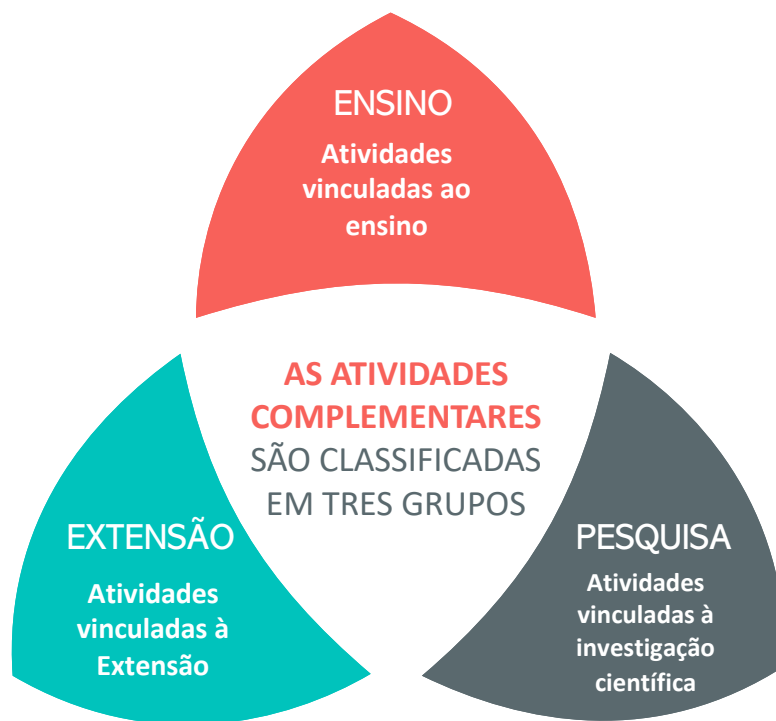 ENSINO
Atividades
vinculadas ao
ensino
AS ATIVIDADES
COMPLEMENTARES
SÃO CLASSIFICADAS
EM TRES GRUPOS
EXTENSÃO
Atividades
vinculadas à
Extensão
PESQUISA
Atividades
vinculadas à
investigação
científica